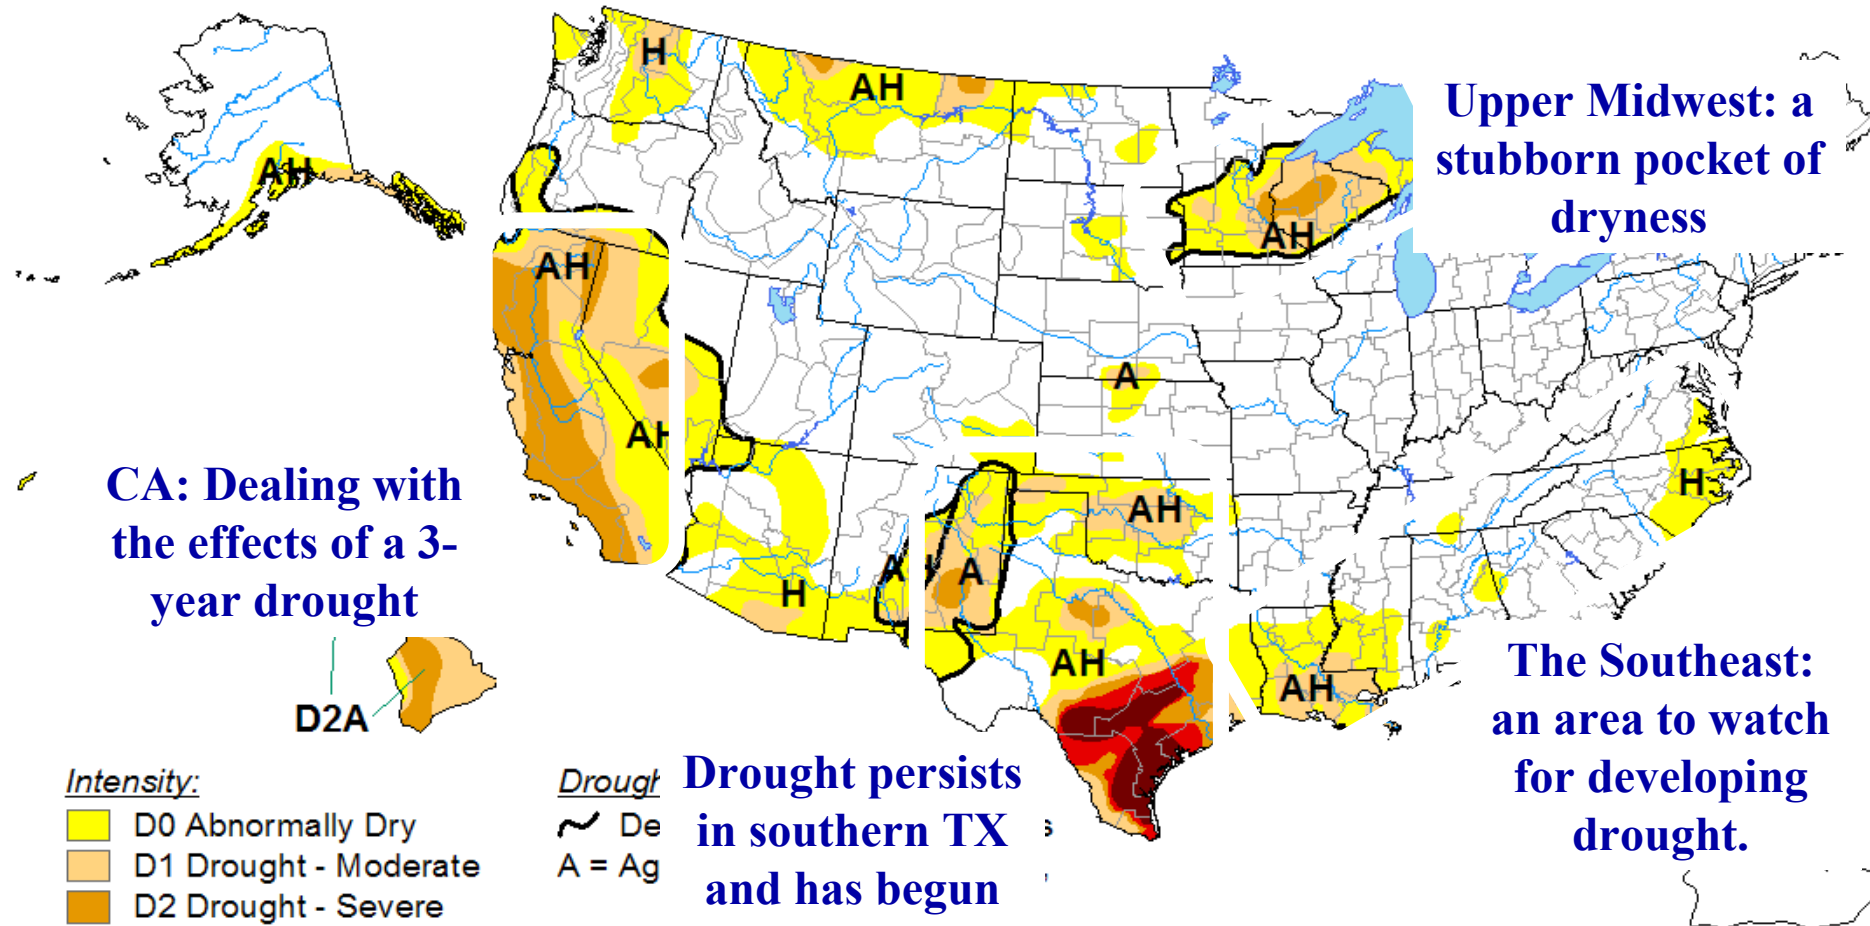 H
AH
AH
Upper Midwest: a
stubborn pocket of
dryness
AH
AH
A
AH
H
AH
A
A
H
AH
AH
CA: Dealing with
the effects of a 3-
year drought
D2A
The Southeast:
an area to watch
for developing
drought.
Drought persists
in southern TX
and has begun
Intensity:
D0 Abnormally Dry
D1 Drought - Moderate
D2 Drought - Severe
A = Ag